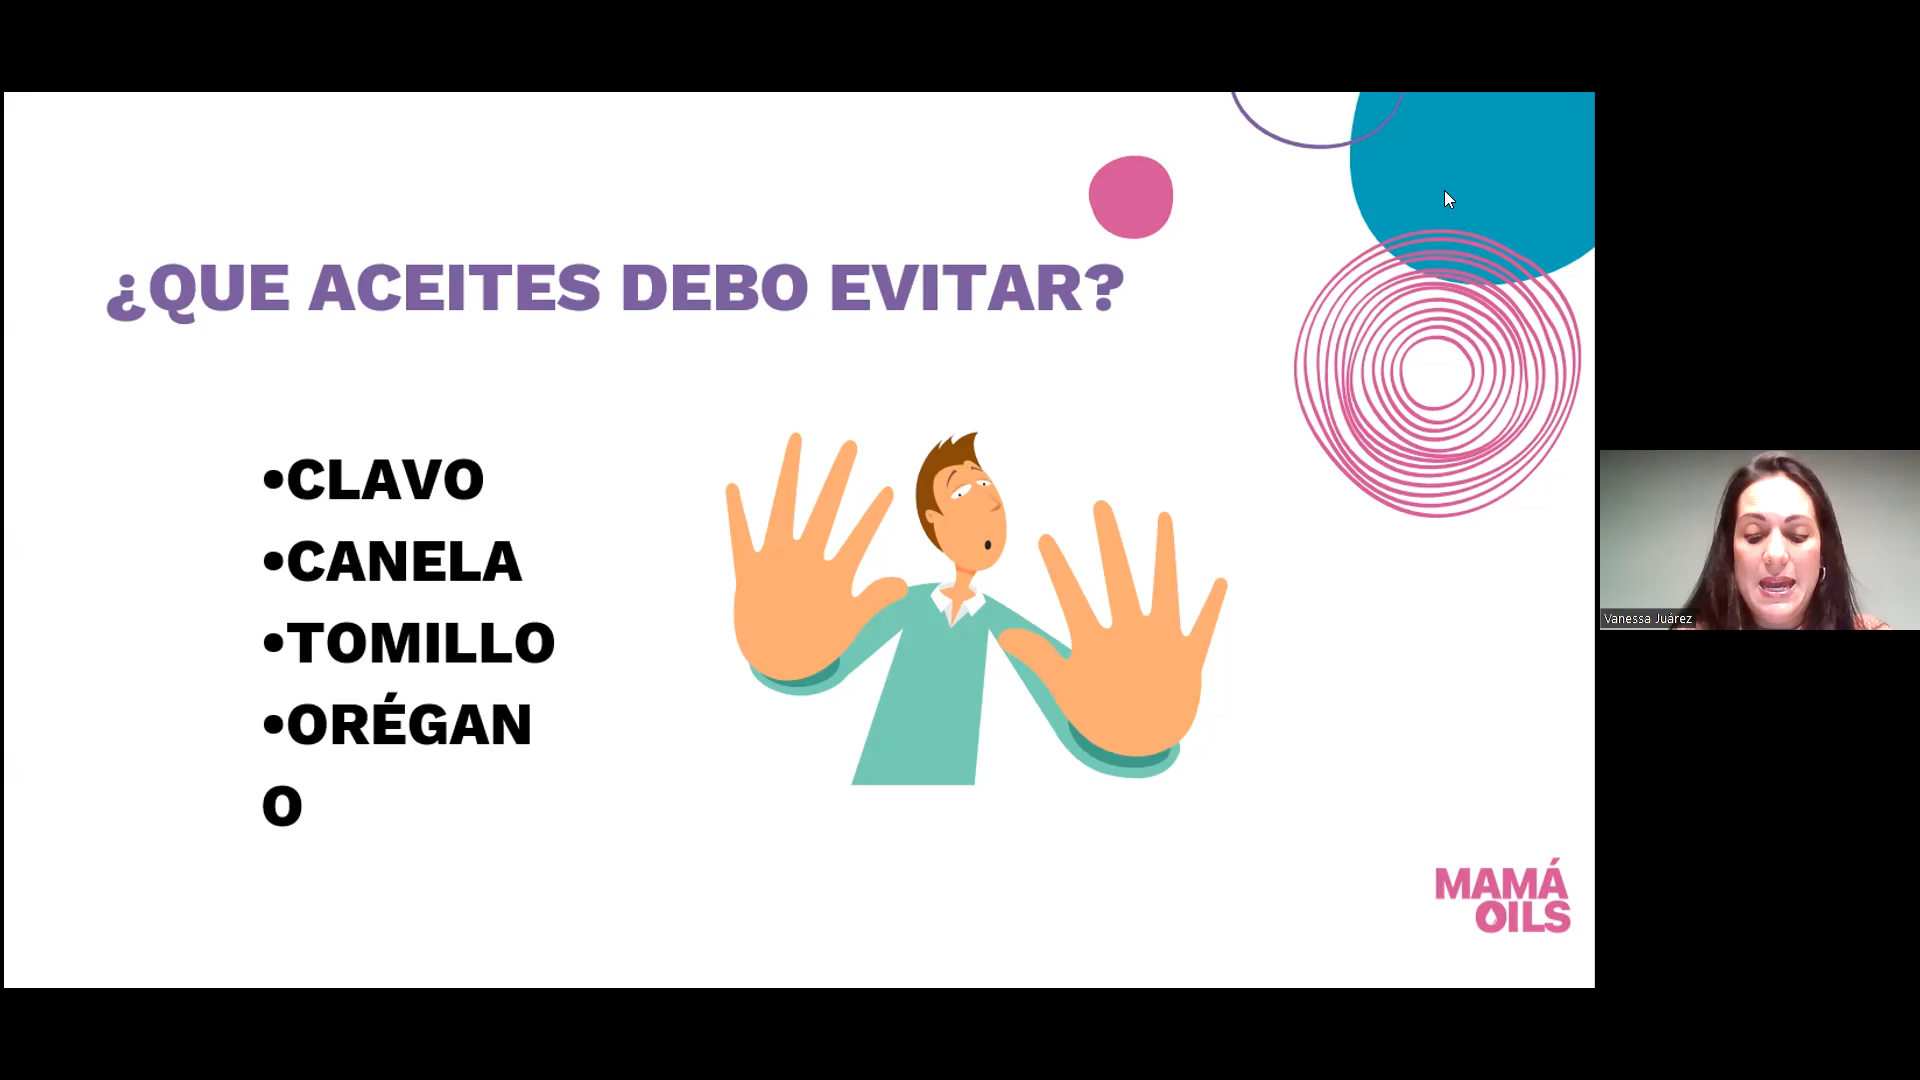 ¿QUE ACEITES DEBO EVITAR?
•CLAVO
•CANELA
•TOMILLO
•ORÉGAN
O
MAMÁ
OILS
Vanessa Juárez